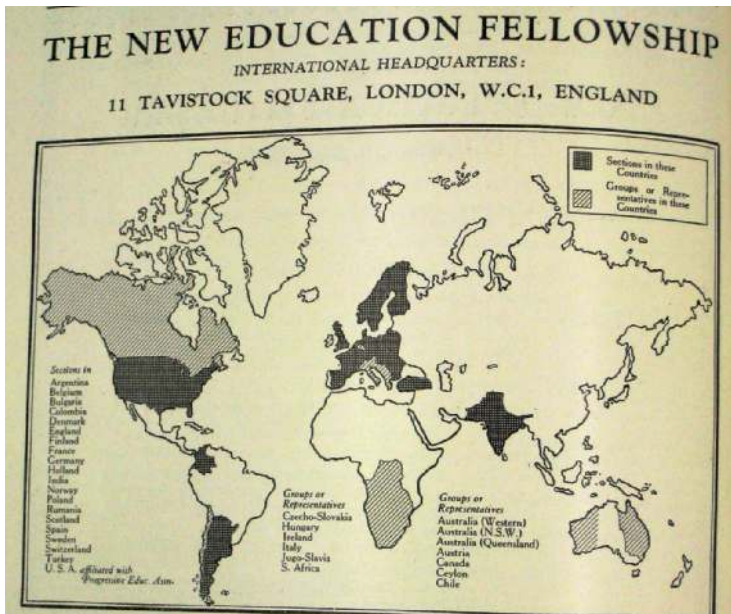 THE NEW EDUCATION FELLOWSHIP
INTERNATIONAL HEADQUARTERS:
11 TAVISTOCK SQUARE, LONDON, W.C.1, ENGLAND
Sections in these
Countries
Groups or Repre-
sentatives in these
Countries
Sections in
Argentina
Belgium
Bulgaria
Colombia
Denmark
England
Finland
France
Germany
Holland
India
Norway
Poland
Rumania
Scotland
Spain
Sweden
Switzerland
Turkey
U. S. A. affiliated with
Progressive Educ. Assn.
Groups or
Representatives
Czecho-Slovakia
Hungary
Ireland
Italy
Jugo-Slavia
S. Africa
Groups or
Representatives
Australia (Western)
Australia (N.S.W.)
Australia (Queensland)
Austria
Canada
Ceylon
Chile